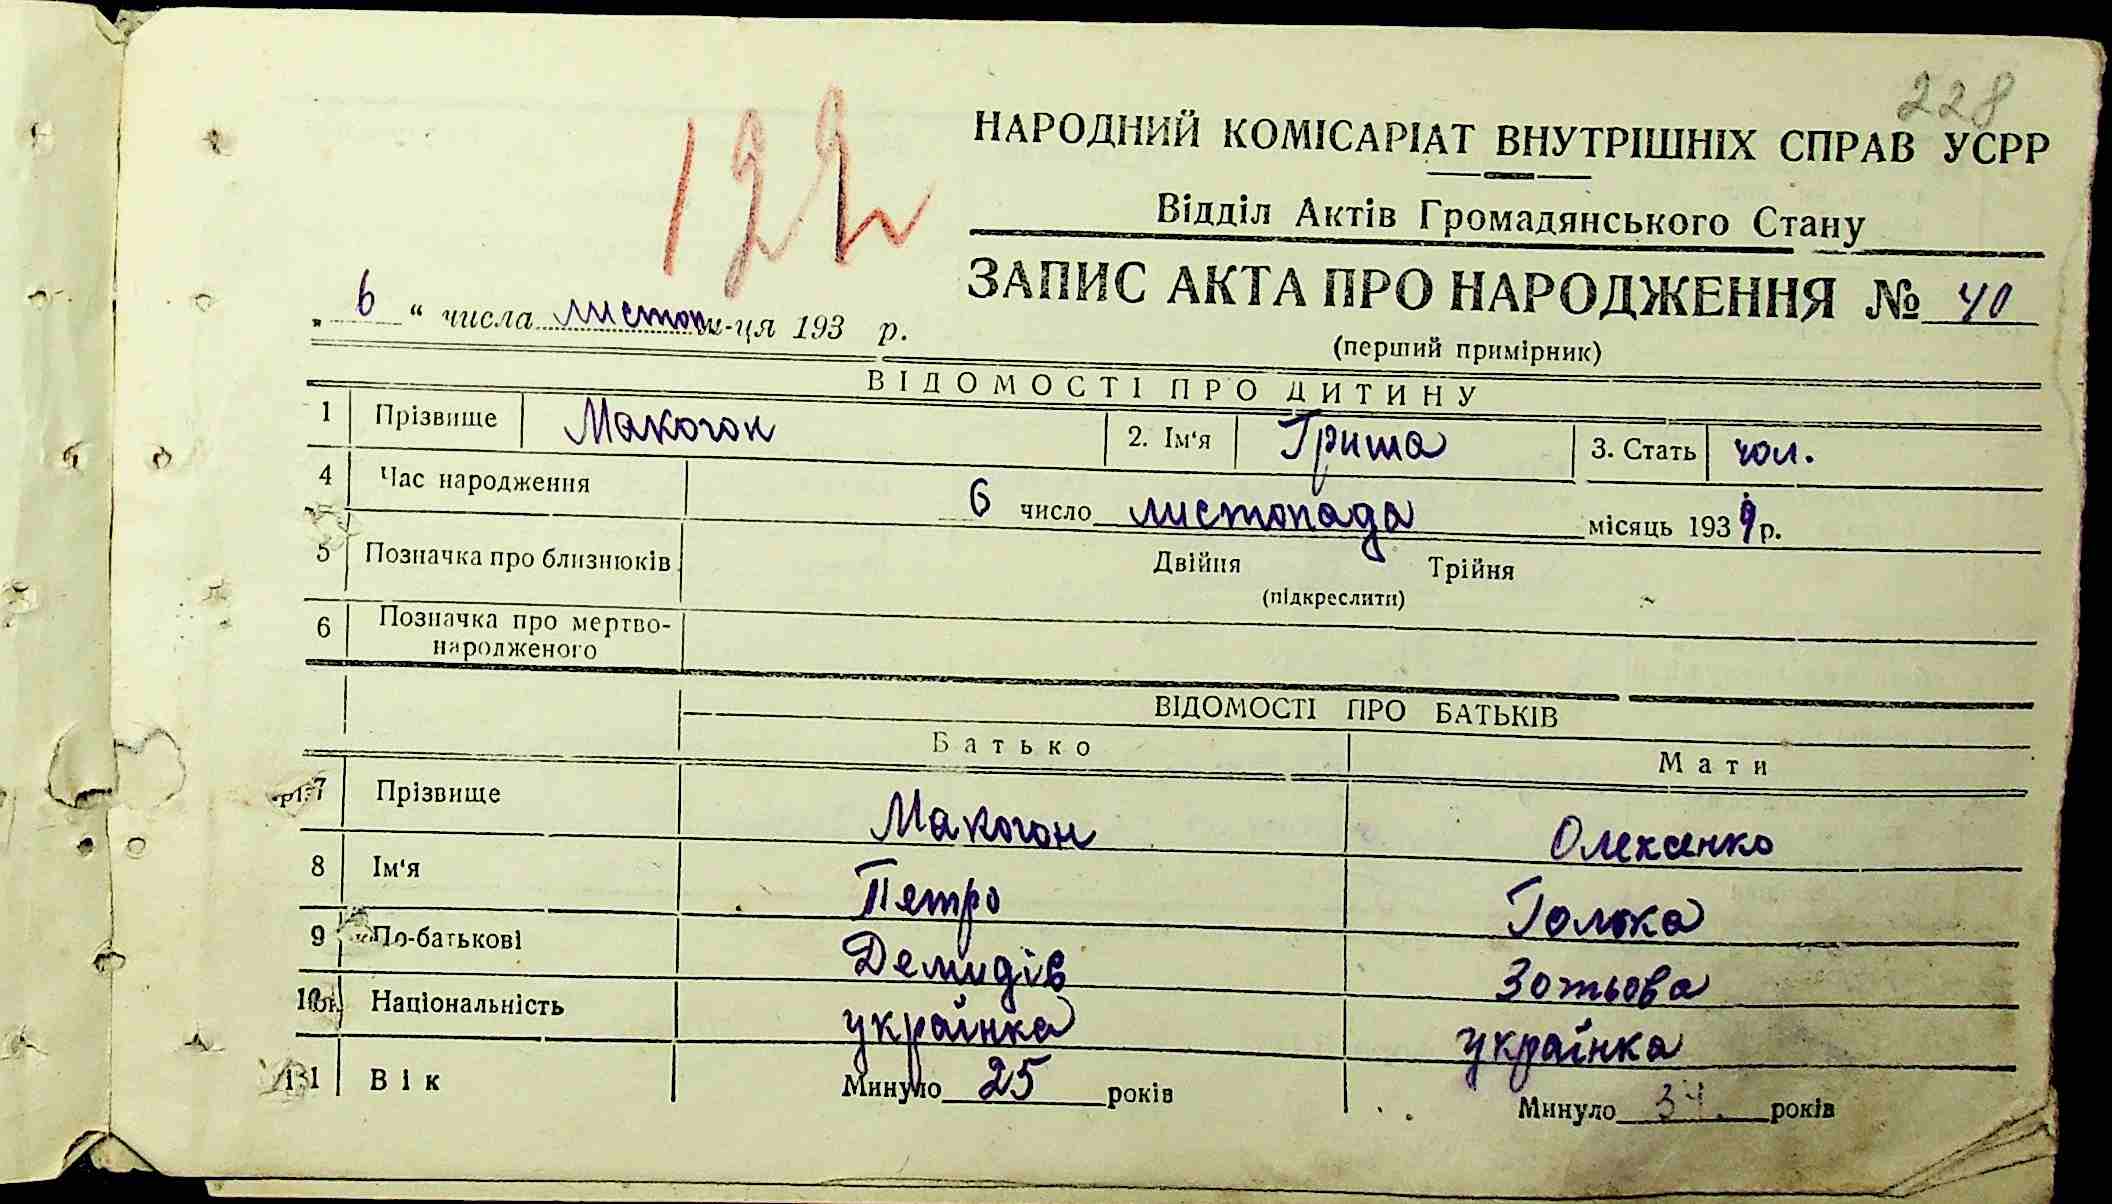 228
122
НАРОДНИЙ КОМІСАРІАТ ВНУТРІШНІХ СПРАВ УСРР
Відділ Актів Громадянського Стану
ЗАПИС АКТА ПРО НАРОДЖЕННЯ № 40
„ 6 “ числа листоп м-ця 193 р.
(перший примірник)
ВІДОМОСТІ ПРО ДИТИНУ
1 Прізвище Макогон 2. Ім'я Гриша 3. Стать чол.
4 Час народження 6 число листопада місяць 193 р.
5 Позначка про близнюків Двійня Трійня
(підкреслити)
6 Позначка про мертво-
народженого
ВІДОМОСТІ ПРО БАТЬКІВ
Батько Мати
7 Прізвище Макогон Олексенко
8 Ім'я Петро Голька
9 По-батькові Демидів Зотьова
10 Національність українка українка
11 Вік Минуло 25 років Минуло 34. років